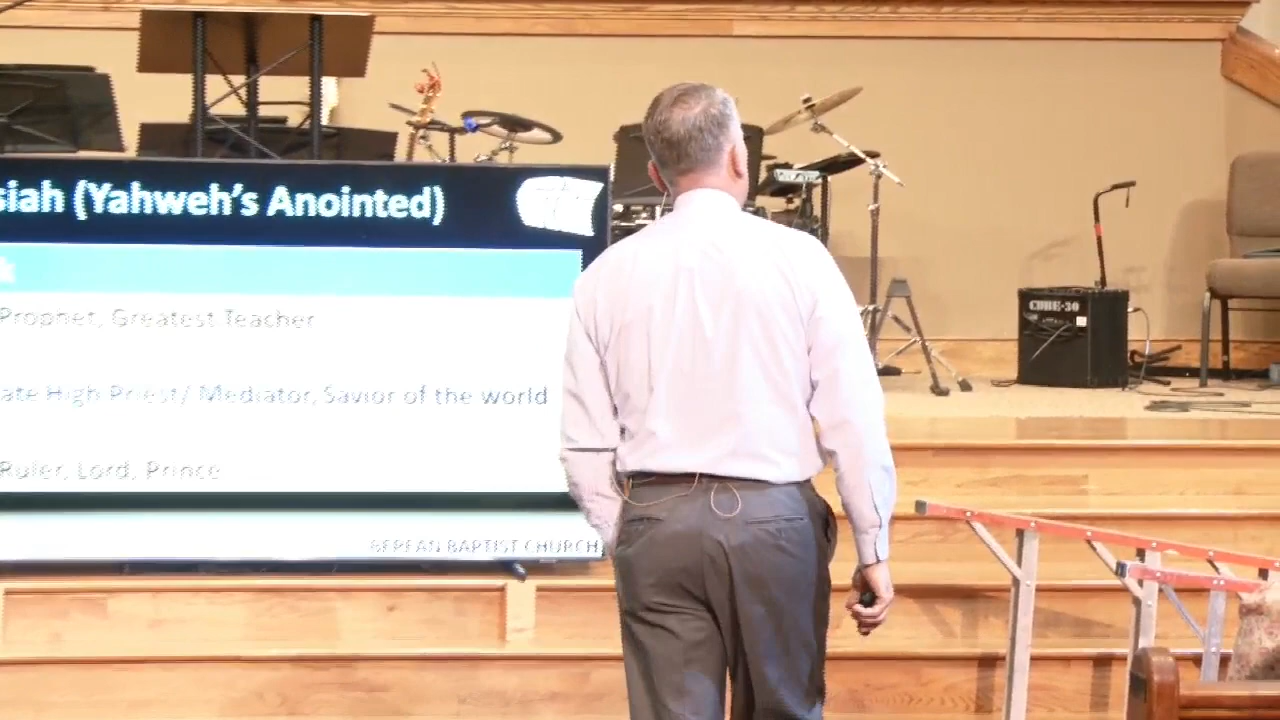 siah (Yahweh's Anointed)
Prophet, Greatest Teacher
ate High Priest/ Mediator, Savior of the world
Ruler, Lord, Prince
BEREAN BAPTIST CHURCH
CUBE-30